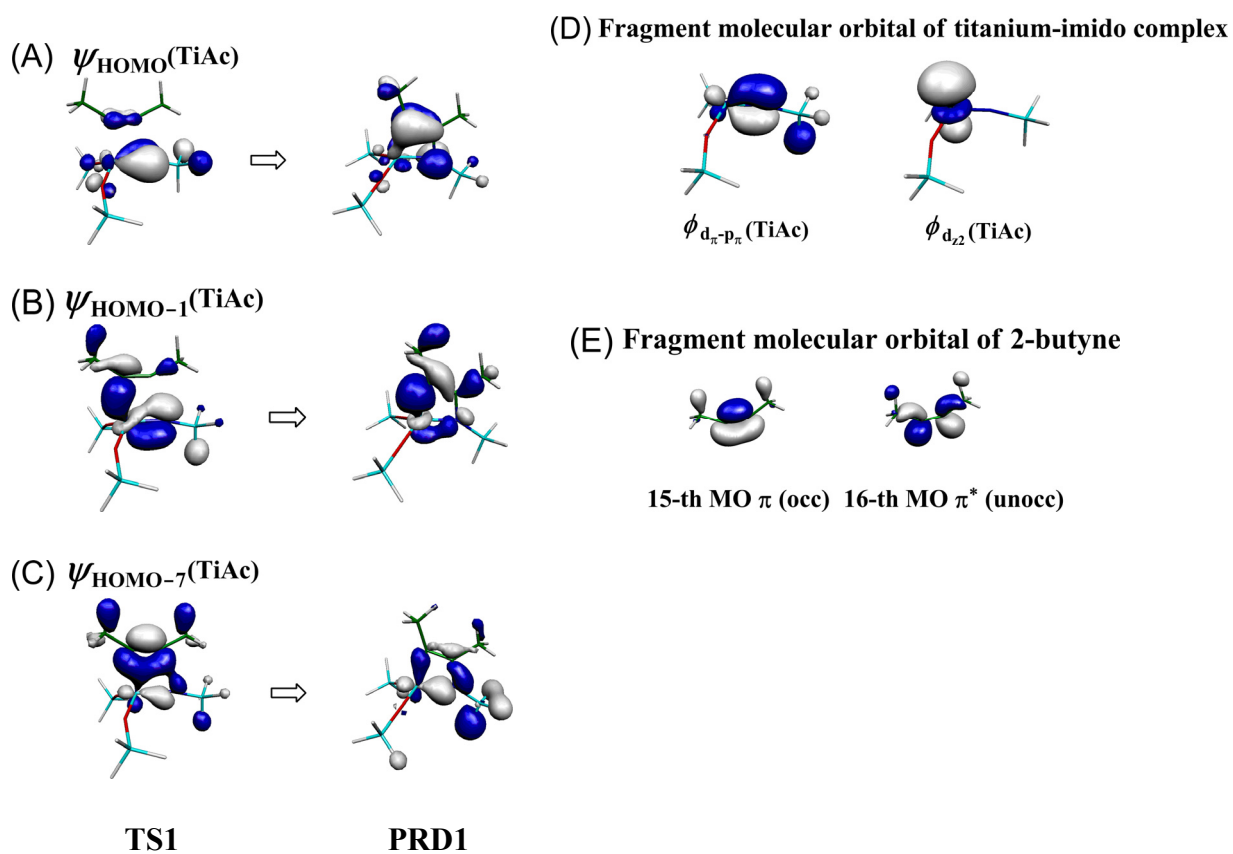 (A) ψHOMO(TiAc)
(B) ψHOMO−1(TiAc)
(C) ψHOMO−7(TiAc)
TS1 PRD1
(D) Fragment molecular orbital of titanium-imido complex
ϕdπ-pπ(TiAc) ϕdz2(TiAc)
(E) Fragment molecular orbital of 2-butyne
15-th MO π (occ) 16-th MO π* (unocc)